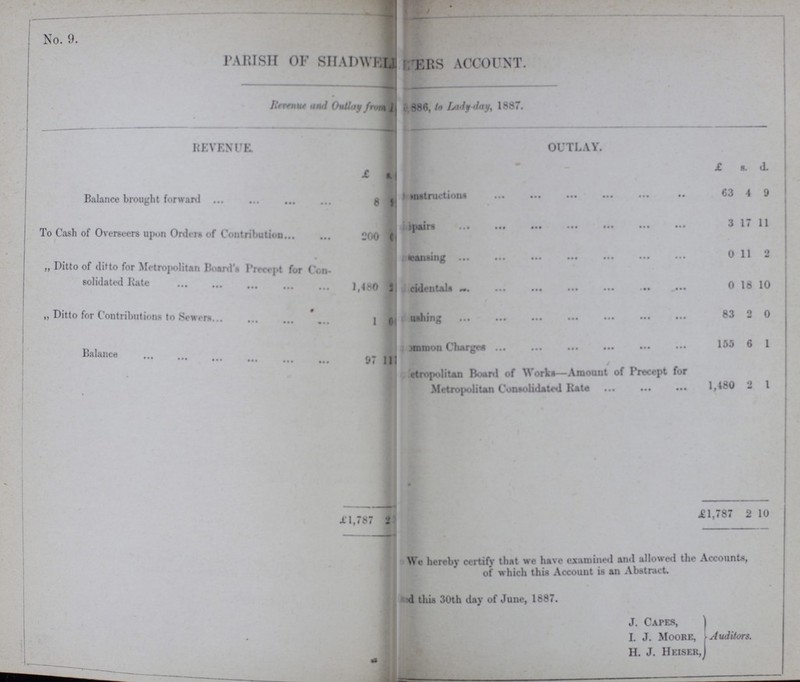 No. 9.
PARISH OF SHADWELL ERS ACCOUNT.
Revenue and Outlay from 886, to Lady-day, 1887.
REVENUE.
£ s.
Balance brought forward ... ... ... ... 8
To Cash of Overseers upon Orders of Contribution... ... 200
„ Ditto of ditto for Metropolitan Board's Precept for Con-
solidated Rate ... ... ... ... ... 1,480
„ Ditto for Contributions to Sewers... ... ... 1
Balance ... ... ... ... ... ... 97
£1,787 2
OUTLAY.
£ s. d.
onstructions ... ... ... ... ... .. 63 4 9
epairs ... ... ... ... ... ... ... 3 17 11
leansing ... ... ... ... ... ... ... 0 11 2
cidentals ... ... ... ... ... ... ... 0 18 10
ushing ... ... ... ... ... ... ... 83 2 0
ommon Charges ... ... ... ... ... ... 155 6 1
etropolitan Board of Works—Amount of Precept for
Metropolitan Consolidated Rate ... ... ... 1,480 2 1
£1,787 2 10
We hereby certify that we have examined and allowed the Accounts,
of which this Account is an Abstract.
d this 30th day of June, 1887.
J. Capes,
I. J. Moore, Auditors.
H. J. Heiser,